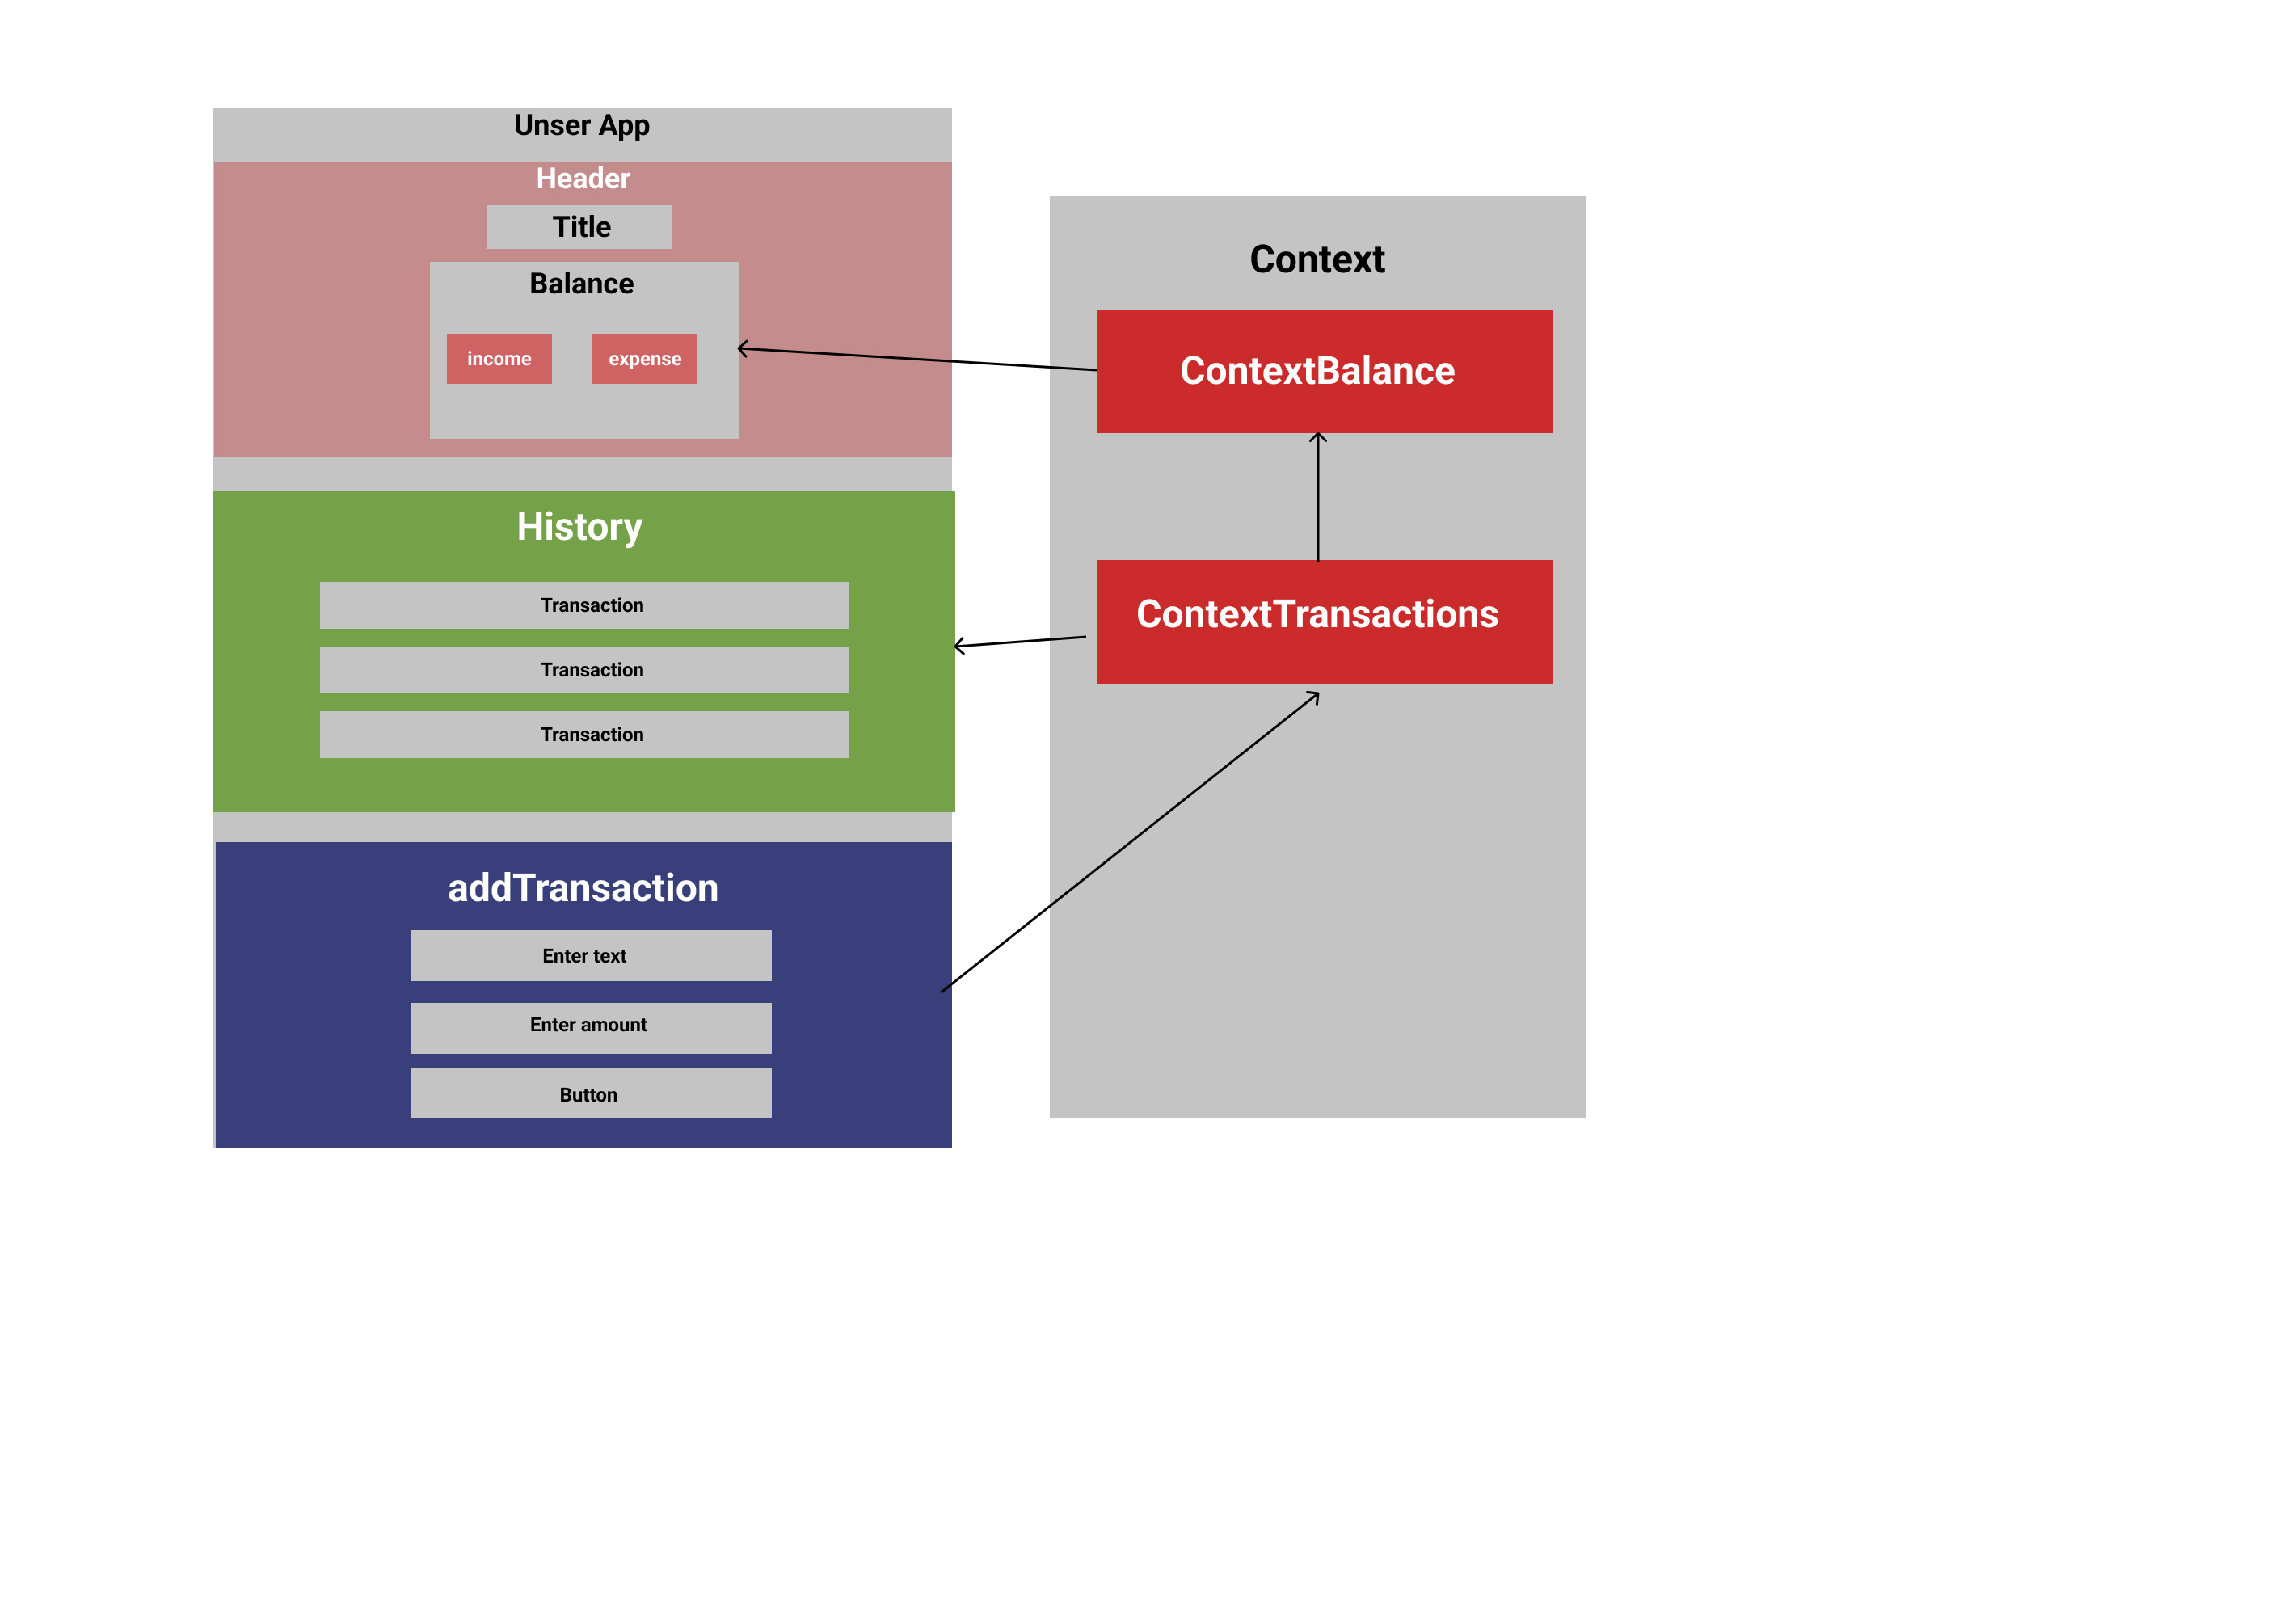 Unser App
Header
Title
Balance
income
expense
History
Transaction
Transaction
Transaction
addTransaction
Enter text
Enter amount
Button
Context
ContextBalance
ContextTransactions